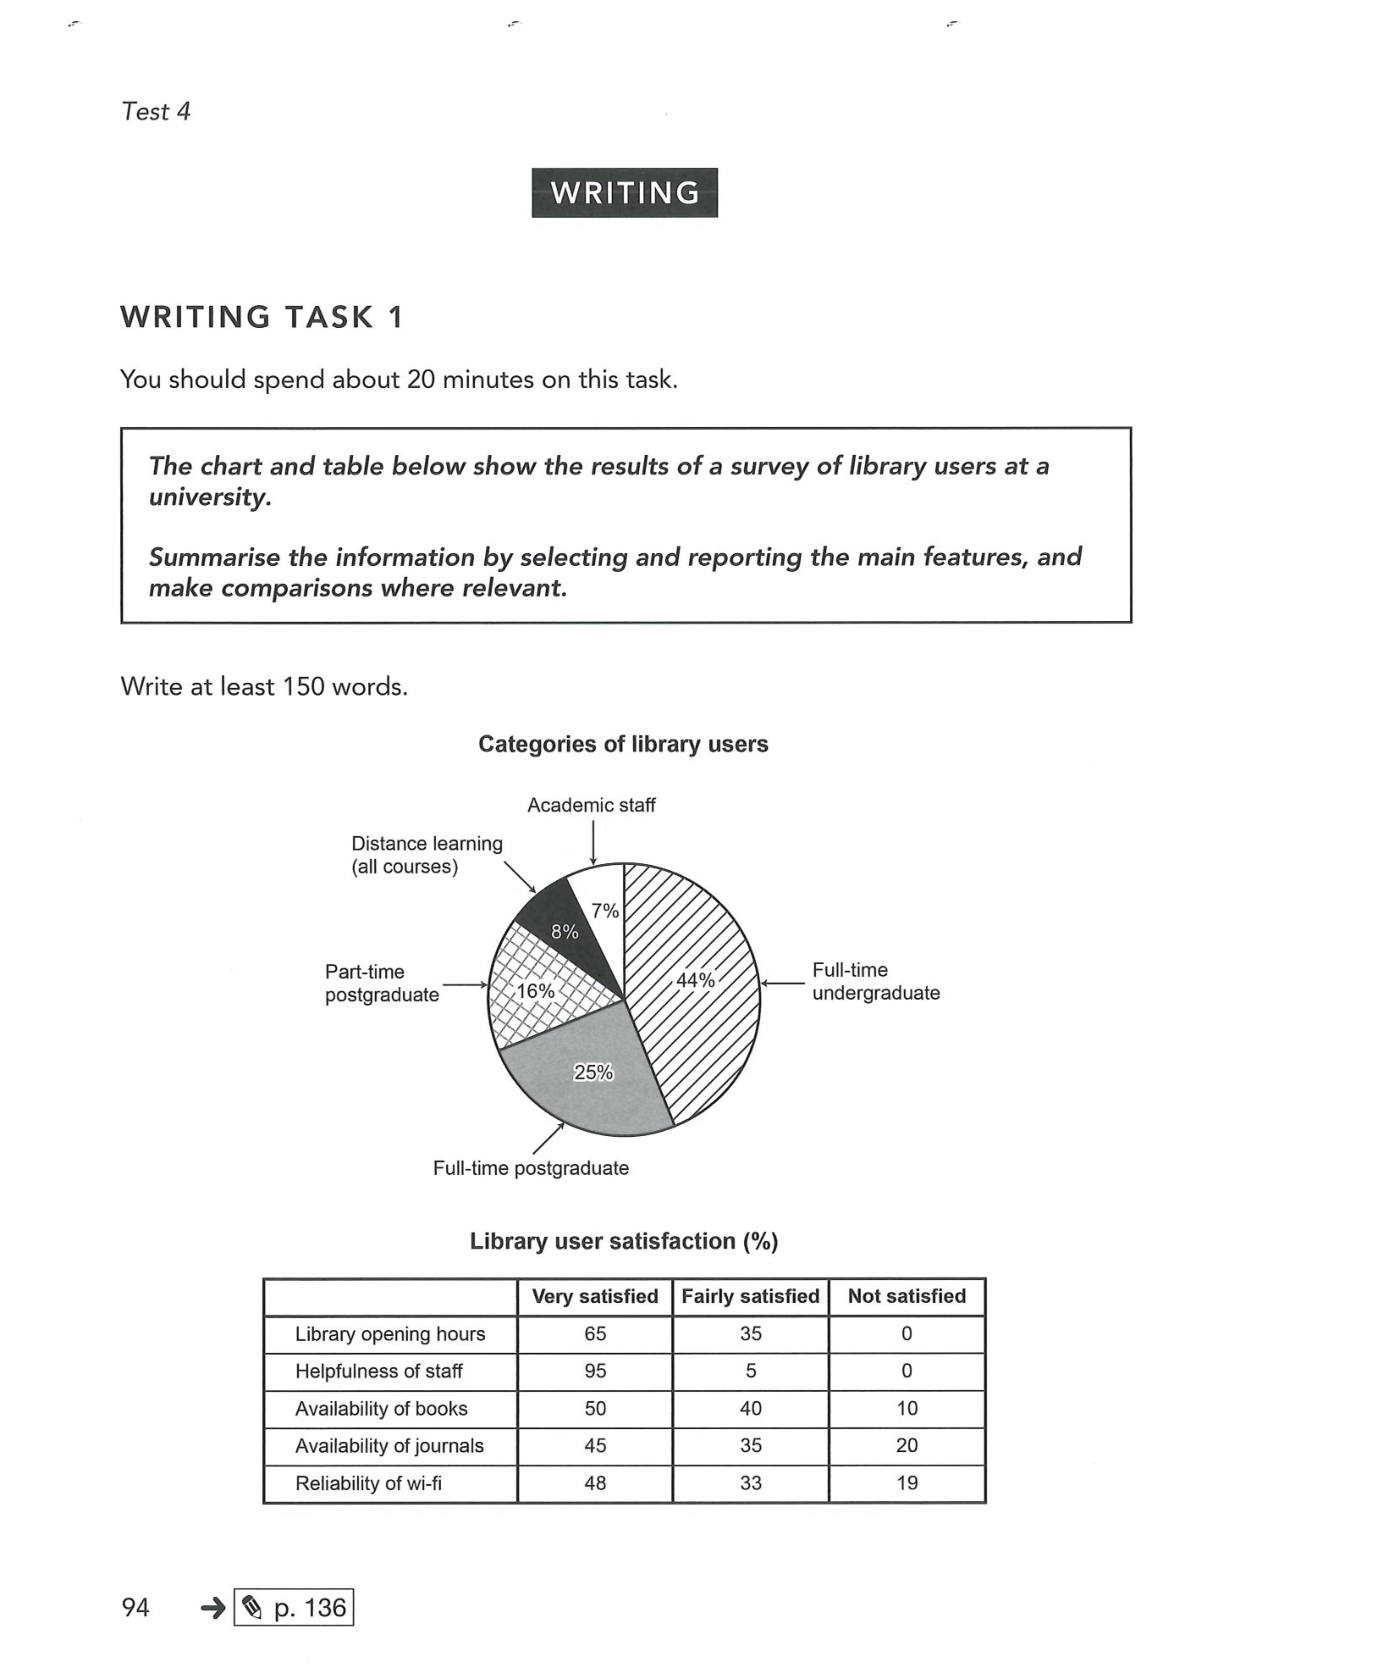 Test 4
WRITING
WRITING TASK 1
You should spend about 20 minutes on this task.
The chart and table below show the results of a survey of library users at a
university.
Summarise the information by selecting and reporting the main features, and
make comparisons where relevant.
Write at least 150 words.
Categories of library users
Academic staff
Distance learning
(all courses)
7%
8%
Part-time
postgraduate
16%
44%
Full-time
undergraduate
25%
Full-time postgraduate
Library user satisfaction (%)
Very satisfied Fairly satisfied Not satisfied
Library opening hours 65 35 0
Helpfulness of staff 95 5 0
Availability of books 50 40 10
Availability of journals 45 35 20
Reliability of wi-fi 48 33 19
94 p. 136